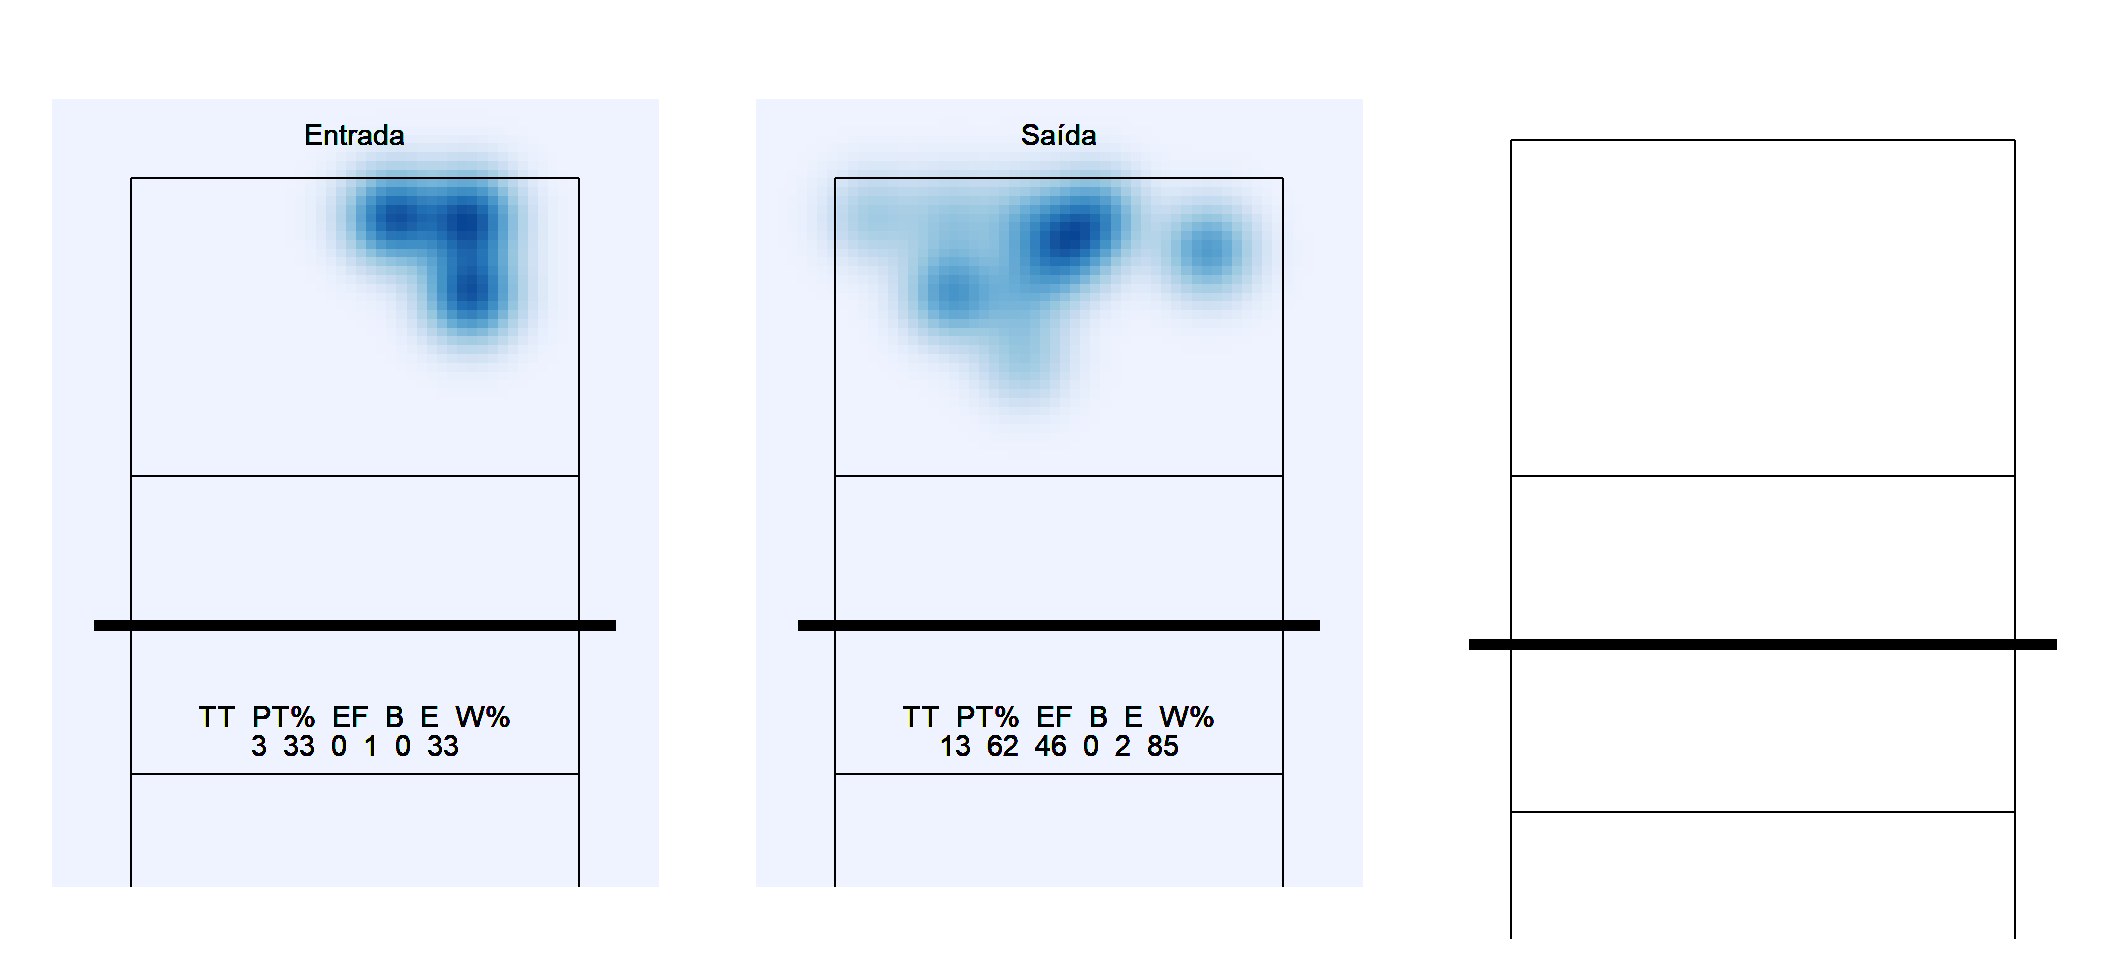 Entrada
TT PT% EF B E W%
3 33 0 1 0 33
Saída
TT PT% EF B E W%
13 62 46 0 2 85